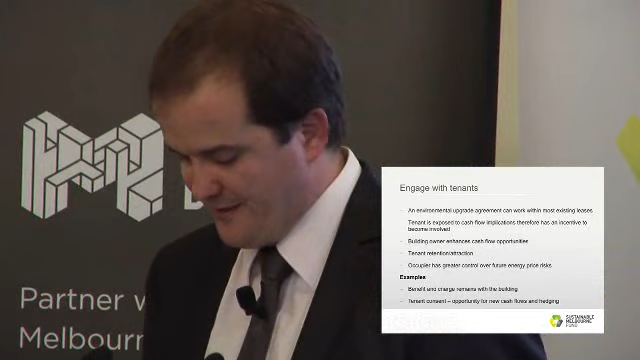 Partner w
Melbourn
Engage with tenants
An environmental upgrade agreement can work within most existing leases
Tenant is exposed to cash flow implications therefore has an incentive to
become involved
Building owner enhances cash flow opportunities
Tenant retention/attraction
Occupier has greater control over future energy price risks
Examples
Benefit and charge remains with the building
Tenant consent – opportunity for new cash flows and hedging
SUSTAINABLE
MELBOURNE
FUND